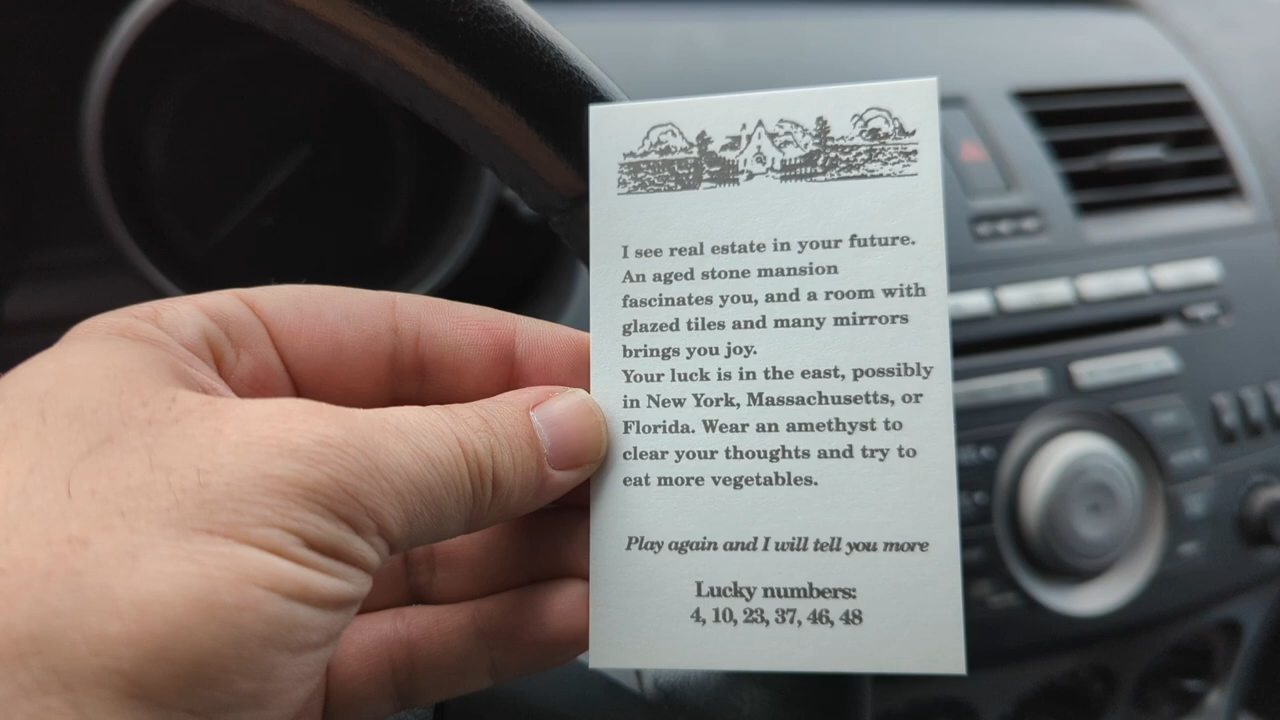 I see real estate in your future.
An aged stone mansion
fascinates you, and a room with
glazed tiles and many mirrors
brings you joy.
Your luck is in the east, possibly
in New York, Massachusetts, or
Florida. Wear an amethyst to
clear your thoughts and try to
eat more vegetables.
Play again and I will tell you more
Lucky numbers:
4, 10, 23, 37, 46, 48